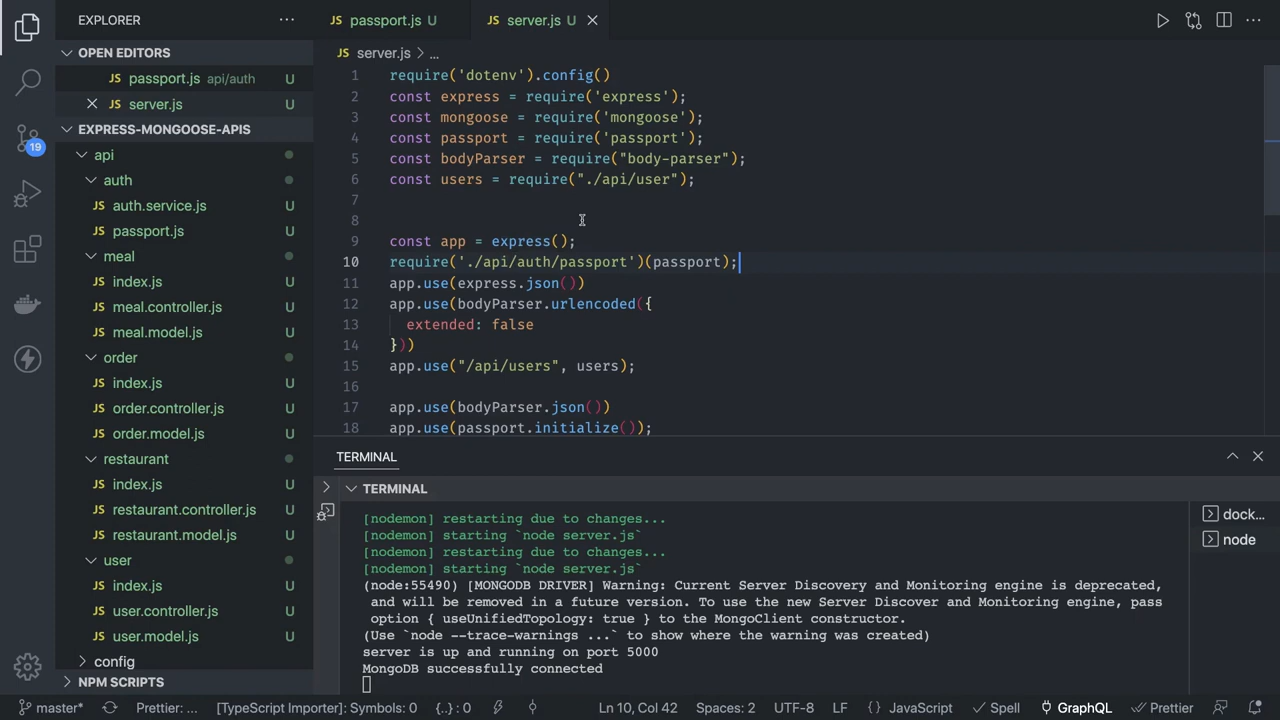 EXPLORER ...
OPEN EDITORS
JS passport.js api/auth U
JS server.js U
EXPRESS-MONGOOSE-APIS
api
auth
JS auth.service.js U
JS passport.js U
meal
JS index.js U
JS meal.controller.js U
JS meal.model.js U
order
JS index.js U
JS order.controller.js U
JS order.model.js U
restaurant
JS index.js U
JS restaurant.controller.js U
JS restaurant.model.js U
user
JS index.js U
JS user.controller.js U
JS user.model.js U
config
NPM SCRIPTS
19
JS passport.js U
JS server.js U
JS server.js > ...
1 require('dotenv').config()
2 const express = require('express');
3 const mongoose = require('mongoose');
4 const passport = require('passport');
5 const bodyParser = require("body-parser");
6 const users = require("./api/user");
7
8
9 const app = express();
10 require('./api/auth/passport')(passport);
11 app.use(express.json())
12 app.use(bodyParser.urlencoded({
13 extended: false
14 }))
15 app.use("/api/users", users);
16
17 app.use(bodyParser.json())
18 app.use(passport.initialize());
TERMINAL
TERMINAL
[nodemon] restarting due to changes...
[nodemon] starting `node server.js`
[nodemon] restarting due to changes...
[nodemon] starting `node server.js`
(node:55490) [MONGODB DRIVER] Warning: Current Server Discovery and Monitoring engine is deprecated,
and will be removed in a future version. To use the new Server Discover and Monitoring engine, pass
option { useUnifiedTopology: true } to the MongoClient constructor.
(Use `node --trace-warnings ...` to show where the warning was created)
server is up and running on port 5000
MongoDB successfully connected
dock...
node
master* Prettier: ... [TypeScript Importer]: Symbols: 0 {..} : 0 Ln 10, Col 42 Spaces: 2 UTF-8 LF {} JavaScript Spell GraphQL Prettier